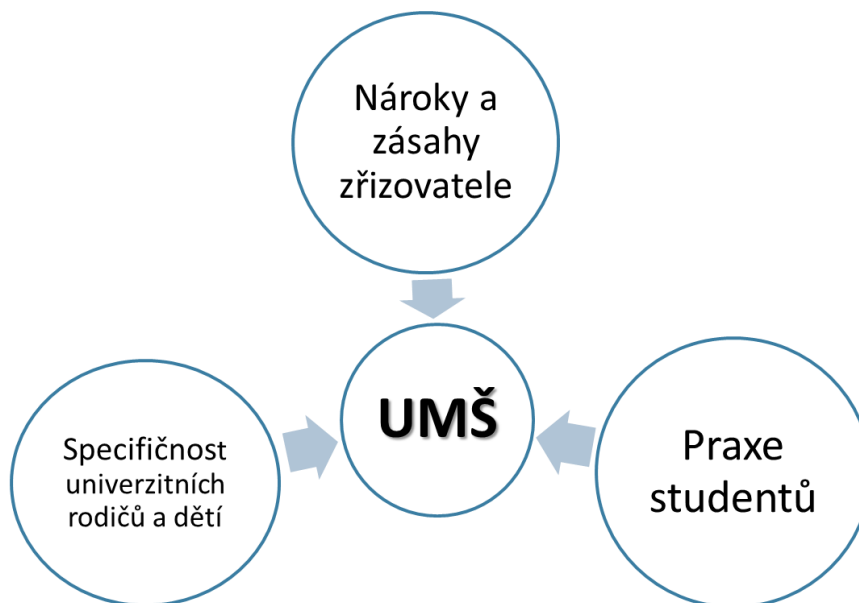 Nároky a
zásahy
zřizovatele
UMŠ
Specifičnost
univerzitních
rodičů a dětí
Praxe
studentů